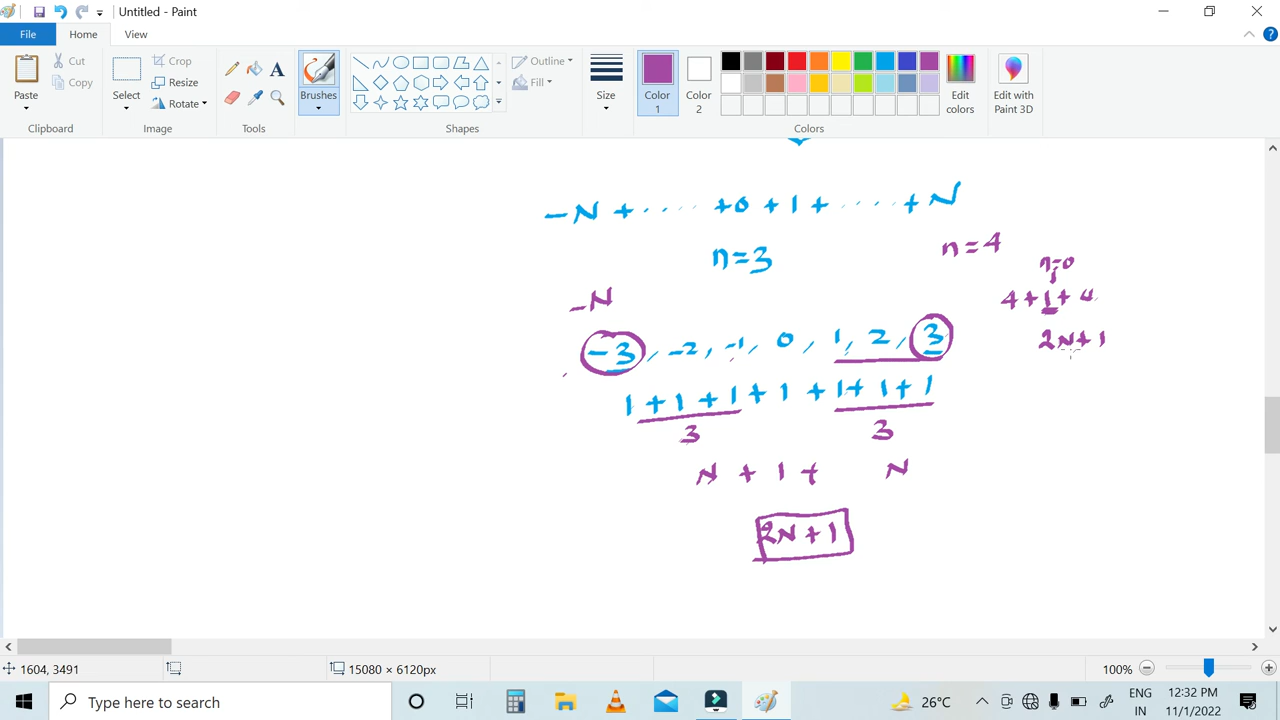 Untitled - Paint
File
Home
View
Paste
Cut
Copy
Clipboard
Select
Crop
Resize
Rotate
Image
Tools
Brushes
Outline
Fill
Shapes
Size
Color 1
Color 2
Edit colors
Edit with Paint 3D
Colors
-N + ..... +0 + 1 + ..... + N
n=3
n=4
n=0
-N
4 + 1 + 4
-3, -2, -1, 0, 1, 2, 3
2N+1
1 + 1 + 1 + 1 + 1 + 1 + 1
3
3
N + 1 + N
2N+1
1604, 3491
15080 × 6120px
100%
Type here to search
26°C
ENG
IN
12:32 PM
11/1/2022